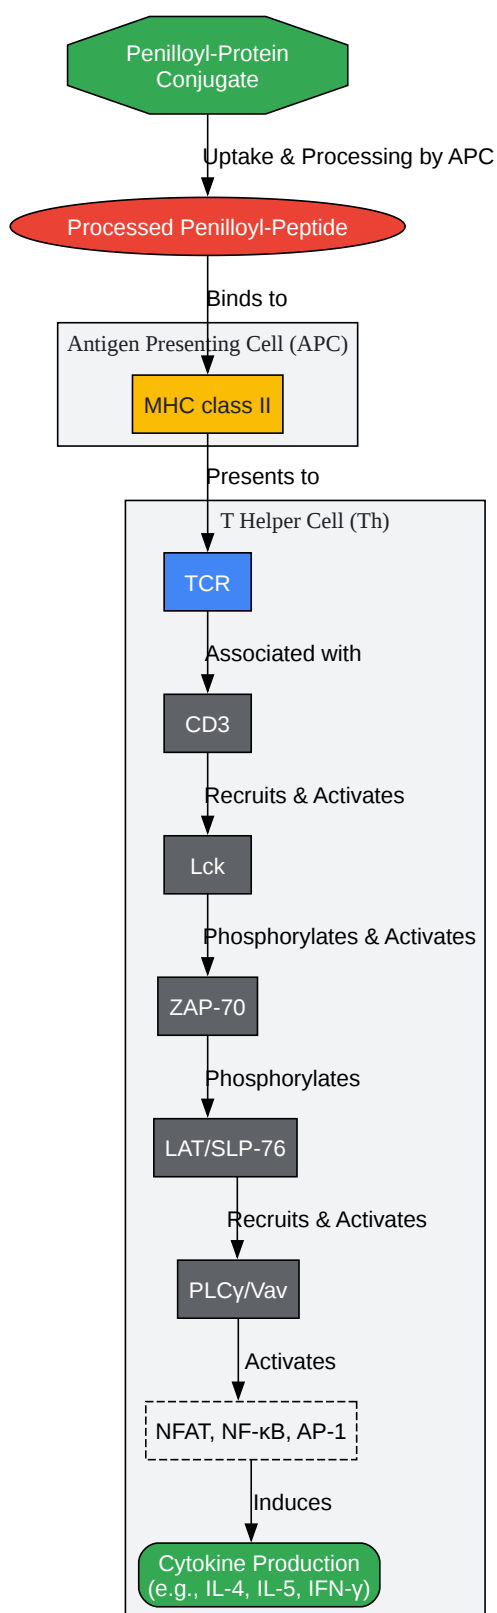 Penilloyl-Protein
Conjugate
Uptake & Processing by APC
Processed Penilloyl-Peptide
Binds to
Antigen Presenting Cell (APC)
MHC class II
Presents to
T Helper Cell (Th)
TCR
Associated with
CD3
Recruits & Activates
Lck
Phosphorylates & Activates
ZAP-70
Phosphorylates
LAT/SLP-76
Recruits & Activates
PLCγ/Vav
Activates
NFAT, NF-κB, AP-1
Induces
Cytokine Production
(e.g., IL-4, IL-5, IFN-γ)